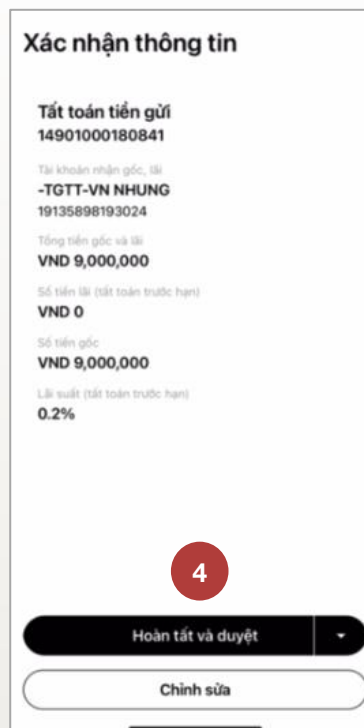 Xác nhận thông tin
Tất toán tiền gửi
14901000180841
Tài khoản nhận gốc, lãi
-TGTT-VN NHUNG
19135898193024
Tổng tiền gốc và lãi
VND 9,000,000
Số tiền lãi (tất toán trước hạn)
VND 0
Số tiền gốc
VND 9,000,000
Lãi suất (tất toán trước hạn)
0.2%
4
Hoàn tất và duyệt
Chỉnh sửa